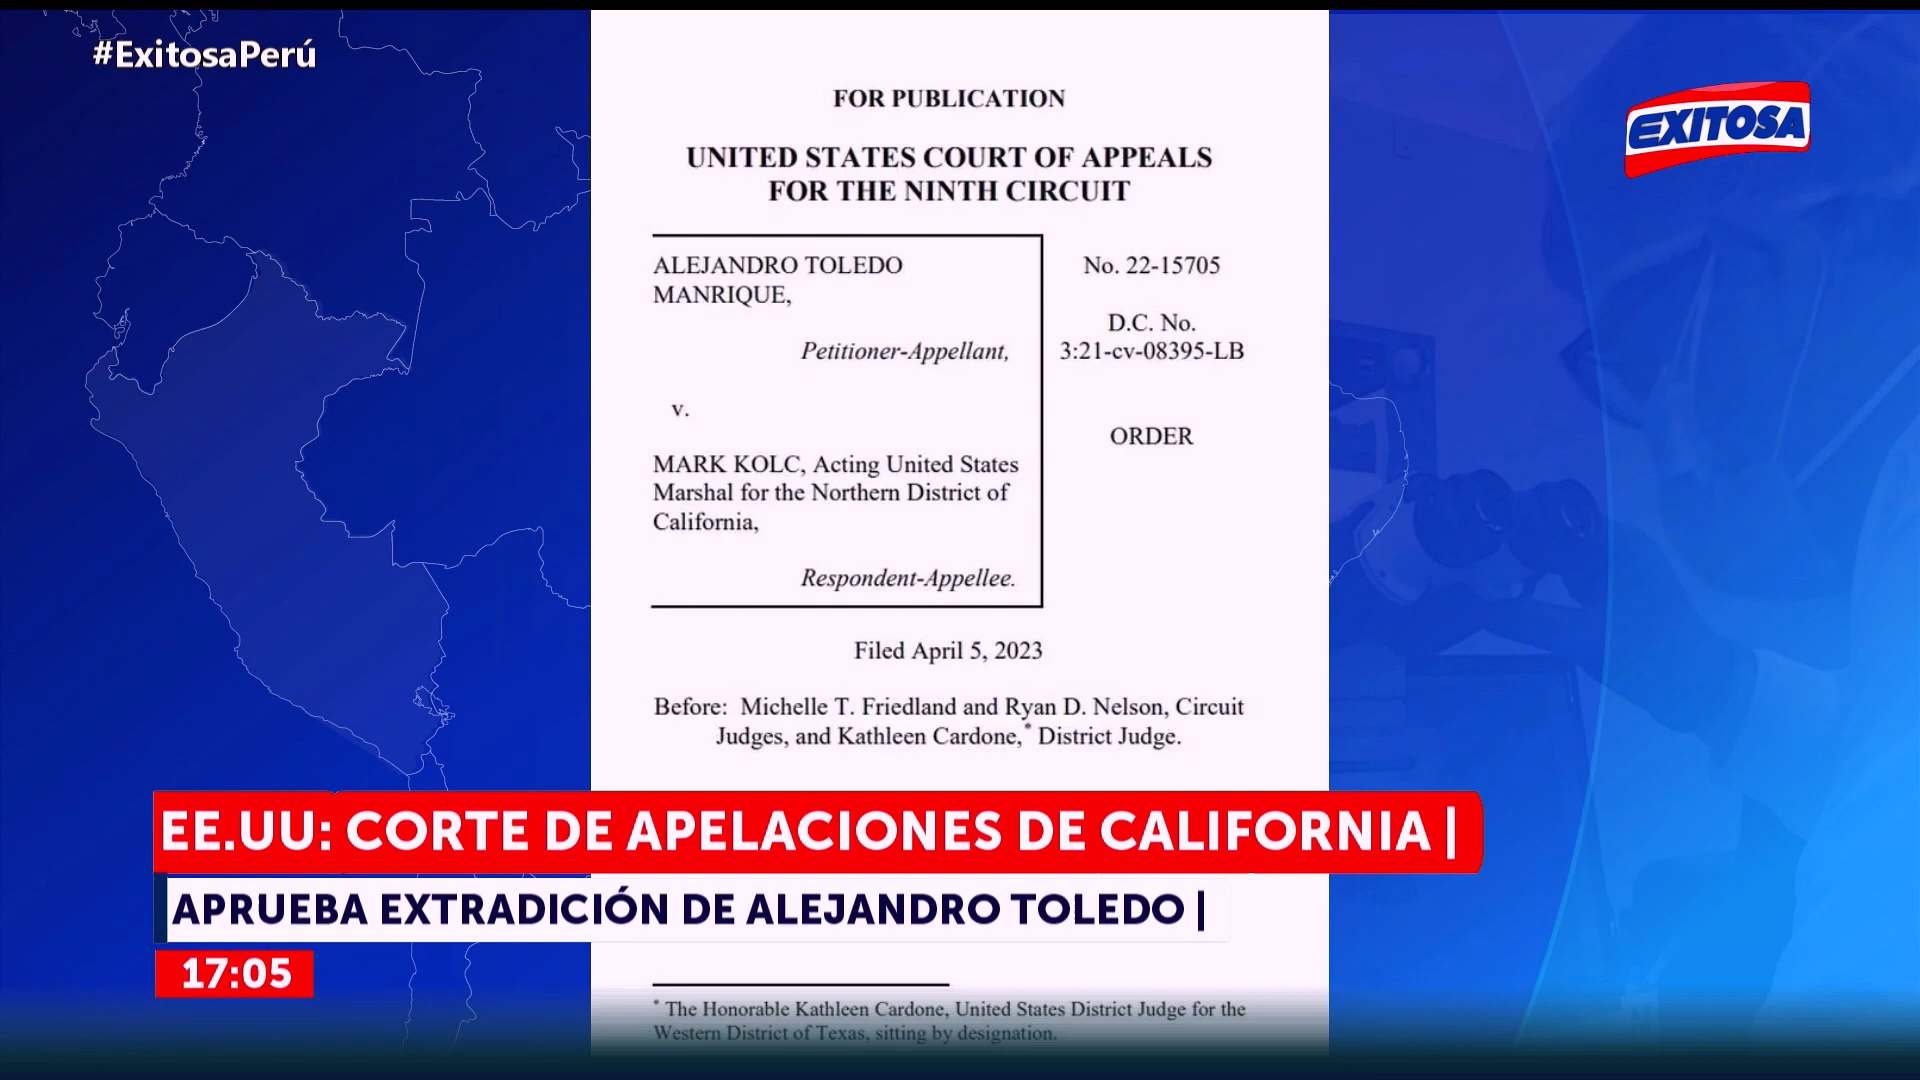 #ExitosaPerú
EXITOSA
FOR PUBLICATION
UNITED STATES COURT OF APPEALS
FOR THE NINTH CIRCUIT
ALEJANDRO TOLEDO
MANRIQUE,
Petitioner-Appellant,
v.
MARK KOLC, Acting United States
Marshal for the Northern District of
California,
Respondent-Appellee.
No. 22-15705
D.C. No.
3:21-cv-08395-LB
ORDER
Filed April 5, 2023
Before: Michelle T. Friedland and Ryan D. Nelson, Circuit
Judges, and Kathleen Cardone,* District Judge.
EE.UU: CORTE DE APELACIONES DE CALIFORNIA |
APRUEBA EXTRADICIÓN DE ALEJANDRO TOLEDO |
17:05
* The Honorable Kathleen Cardone, United States District Judge for the
Western District of Texas, sitting by designation.